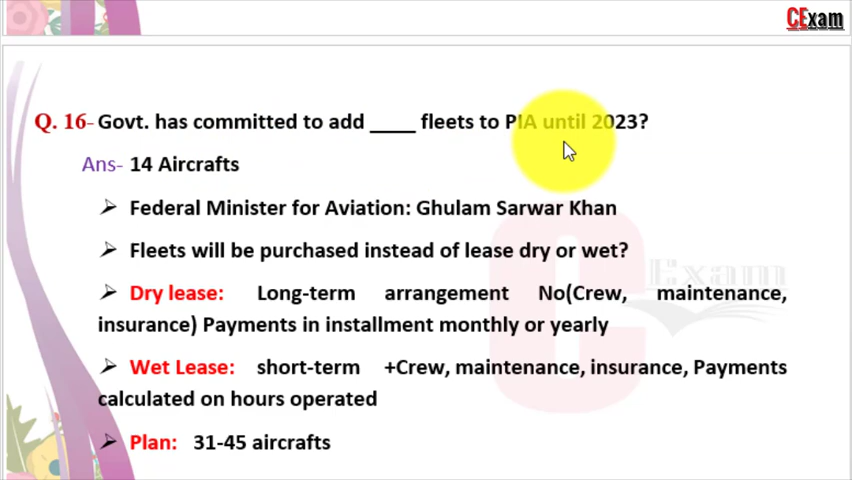 CExam
Q. 16- Govt. has committed to add ____ fleets to PIA until 2023?
Ans- 14 Aircrafts
➢ Federal Minister for Aviation: Ghulam Sarwar Khan
➢ Fleets will be purchased instead of lease dry or wet?
➢ Dry lease: Long-term arrangement No(Crew, maintenance,
insurance) Payments in installment monthly or yearly
➢ Wet Lease: short-term +Crew, maintenance, insurance, Payments
calculated on hours operated
➢ Plan: 31-45 aircrafts
C Exam